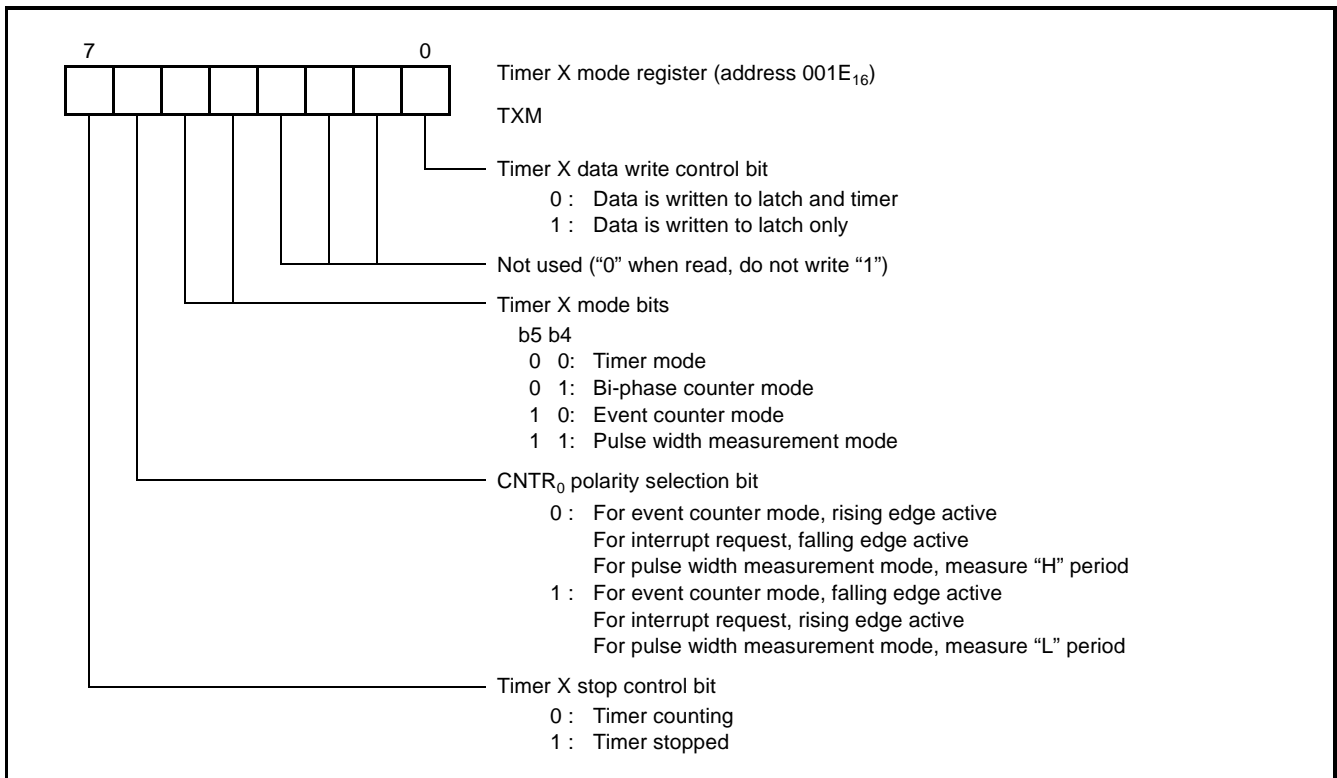 7 0
Timer X mode register (address 001E₁₆)
TXM
Timer X data write control bit
0 : Data is written to latch and timer
1 : Data is written to latch only
Not used (“0” when read, do not write “1”)
Timer X mode bits
b5 b4
0 0: Timer mode
0 1: Bi-phase counter mode
1 0: Event counter mode
1 1: Pulse width measurement mode
CNTR₀ polarity selection bit
0 : For event counter mode, rising edge active
For interrupt request, falling edge active
For pulse width measurement mode, measure “H” period
1 : For event counter mode, falling edge active
For interrupt request, rising edge active
For pulse width measurement mode, measure “L” period
Timer X stop control bit
0 : Timer counting
1 : Timer stopped